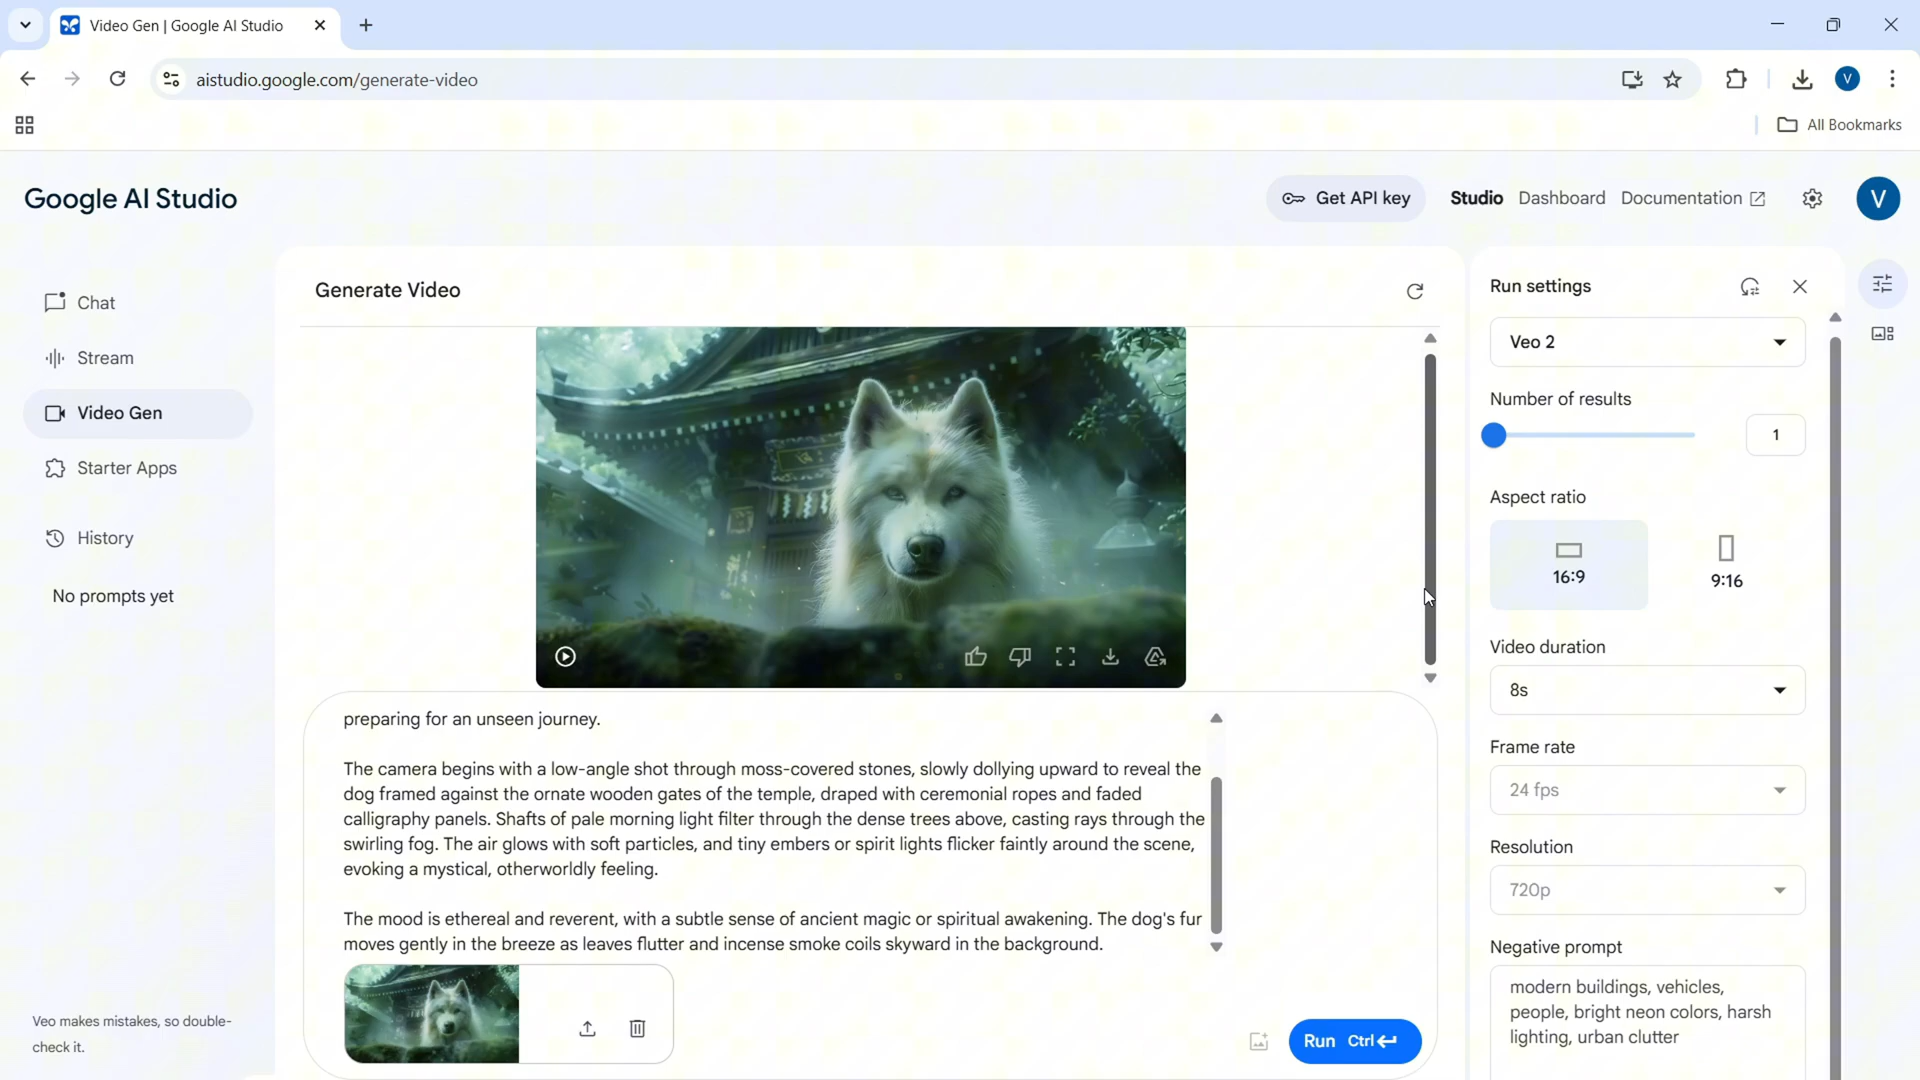 Video Gen | Google AI Studio
aistudio.google.com/generate-video
V
All Bookmarks
Google AI Studio
Get API key
Studio
Dashboard
Documentation
V
Chat
Stream
Video Gen
Starter Apps
History
No prompts yet
Veo makes mistakes, so double-
check it.
Generate Video
preparing for an unseen journey.
The camera begins with a low-angle shot through moss-covered stones, slowly dollying upward to reveal the
dog framed against the ornate wooden gates of the temple, draped with ceremonial ropes and faded
calligraphy panels. Shafts of pale morning light filter through the dense trees above, casting rays through the
swirling fog. The air glows with soft particles, and tiny embers or spirit lights flicker faintly around the scene,
evoking a mystical, otherworldly feeling.
The mood is ethereal and reverent, with a subtle sense of ancient magic or spiritual awakening. The dog's fur
moves gently in the breeze as leaves flutter and incense smoke coils skyward in the background.
Run Ctrl
Run settings
Veo 2
Number of results
1
Aspect ratio
16:9
9:16
Video duration
8s
Frame rate
24 fps
Resolution
720p
Negative prompt
modern buildings, vehicles,
people, bright neon colors, harsh
lighting, urban clutter